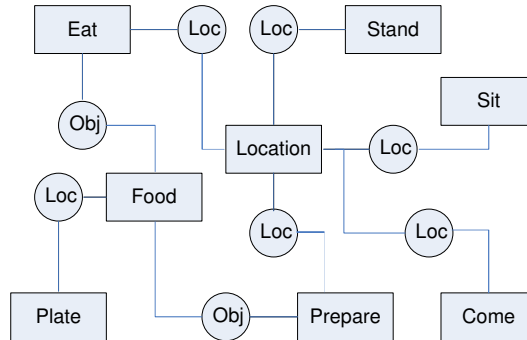 Eat
Loc
Loc
Stand
Sit
Obj
Location
Loc
Loc
Food
Loc
Loc
Plate
Obj
Prepare
Come